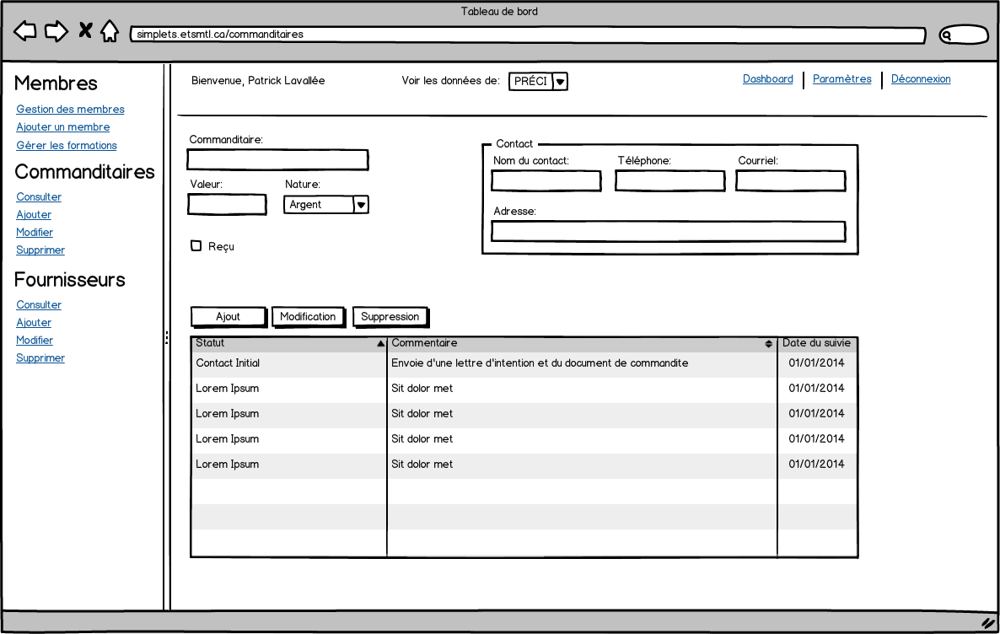 Tableau de bord
simplets.etsmtl.ca/commanditaires
Membres
Gestion des membres
Ajouter un membre
Gérer les formations
Commanditaires
Consulter
Ajouter
Modifier
Supprimer
Fournisseurs
Consulter
Ajouter
Modifier
Supprimer
Bienvenue, Patrick Lavallée
Voir les données de: PRÉCI
Dashboard Paramètres Déconnexion
Commanditaire:
Valeur: Nature:
Argent
Reçu
Contact
Nom du contact: Téléphone: Courriel:
Adresse:
Ajout Modification Suppression
Statut Commentaire Date du suivie
Contact Initial Envoie d'une lettre d'intention et du document de commandite 01/01/2014
Lorem Ipsum Sit dolor met 01/01/2014
Lorem Ipsum Sit dolor met 01/01/2014
Lorem Ipsum Sit dolor met 01/01/2014
Lorem Ipsum Sit dolor met 01/01/2014